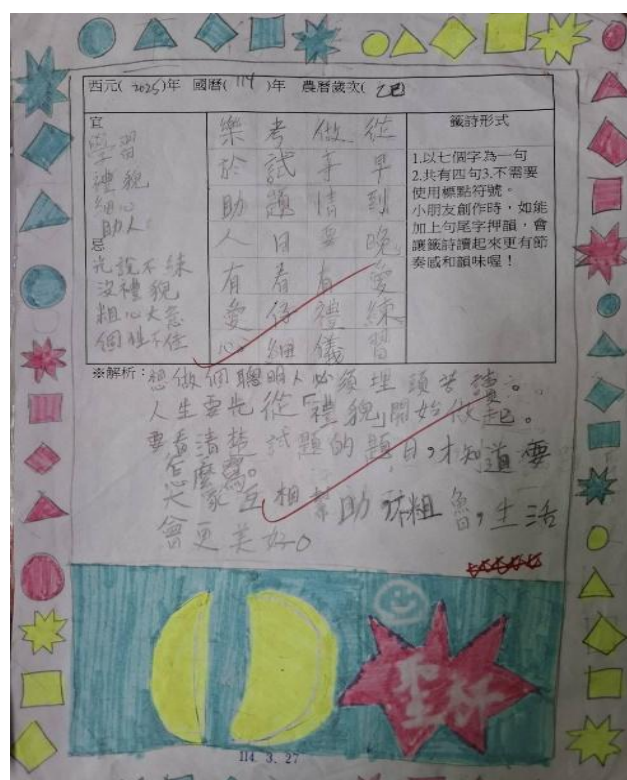 西元( 2025)年 國曆( 114 )年 農曆歲次( 乙巳
宜
學習
禮貌
細心
助人
忌
光說不練
沒禮貌
粗心大意
個性不佳
從早到晚愛練習
做事情要有禮儀
考試題目看仔細
樂於助人有愛心
籤詩形式
1.以七個字為一句
2.共有四句3.不需要
使用標點符號。
小朋友創作時，如能
加上句尾字押韻，會
讓籤詩讀起來更有節
奏感和韻味喔！
※解析：想做個聰明人必須埋頭苦讀。
人生要先從「禮貌」開始做起。
要看清楚試題的題目，才知道要
怎麼寫。
大家互相幫助不粗魯，生活
會更美好。
聖杯
114 3. 27